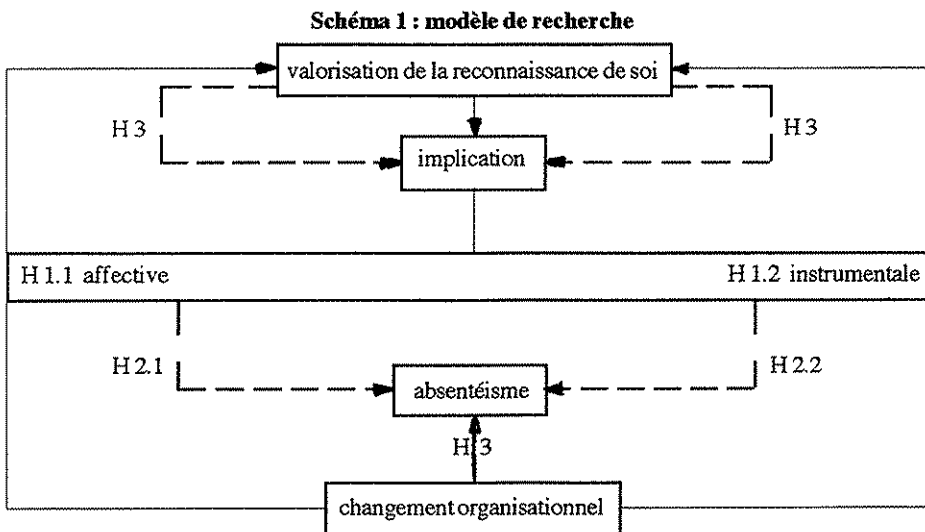 Schéma 1 : modèle de recherche
valorisation de la reconnaissance de soi
H 3
H 3
implication
H 1.1 affective
H 1.2 instrumentale
H 2.1
H 2.2
absentéisme
H 3
changement organisationnel